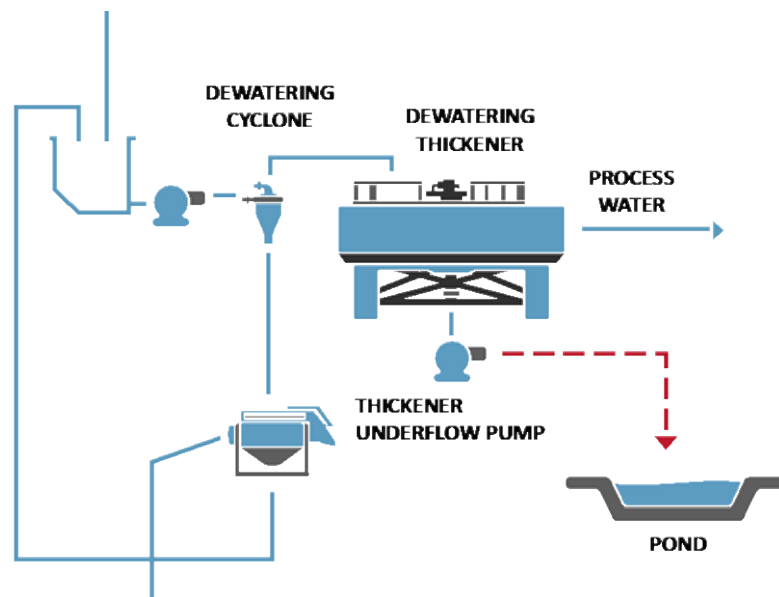 DEWATERING
CYCLONE
DEWATERING
THICKENER
PROCESS
WATER
THICKENER
UNDERFLOW PUMP
POND